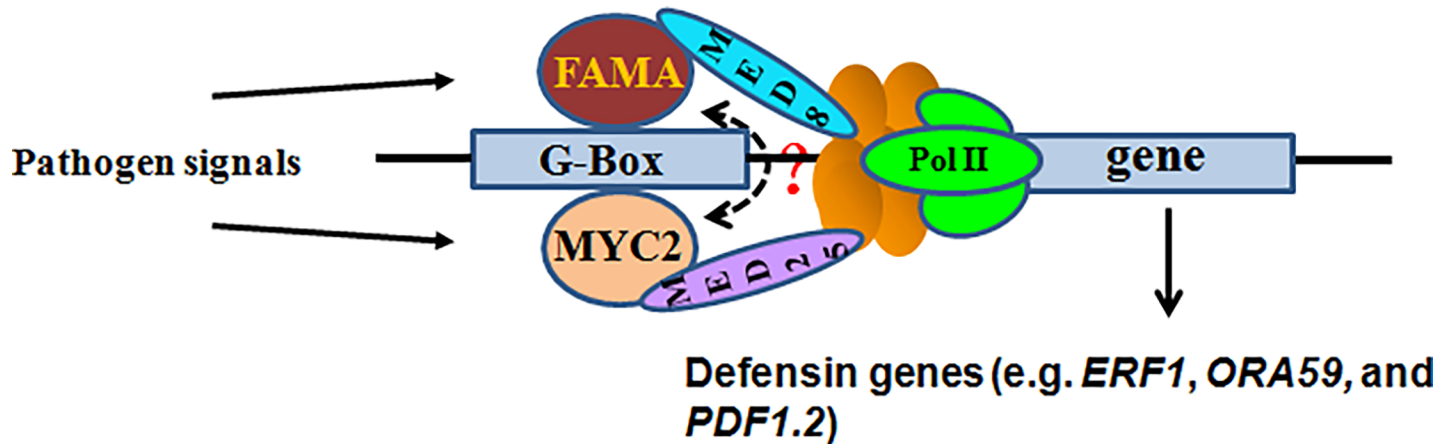 FAMA
MED8
Pathogen signals
G-Box
?
Pol II
gene
MYC2
MED25
Defensin genes (e.g. ERF1, ORA59, and
PDF1.2)